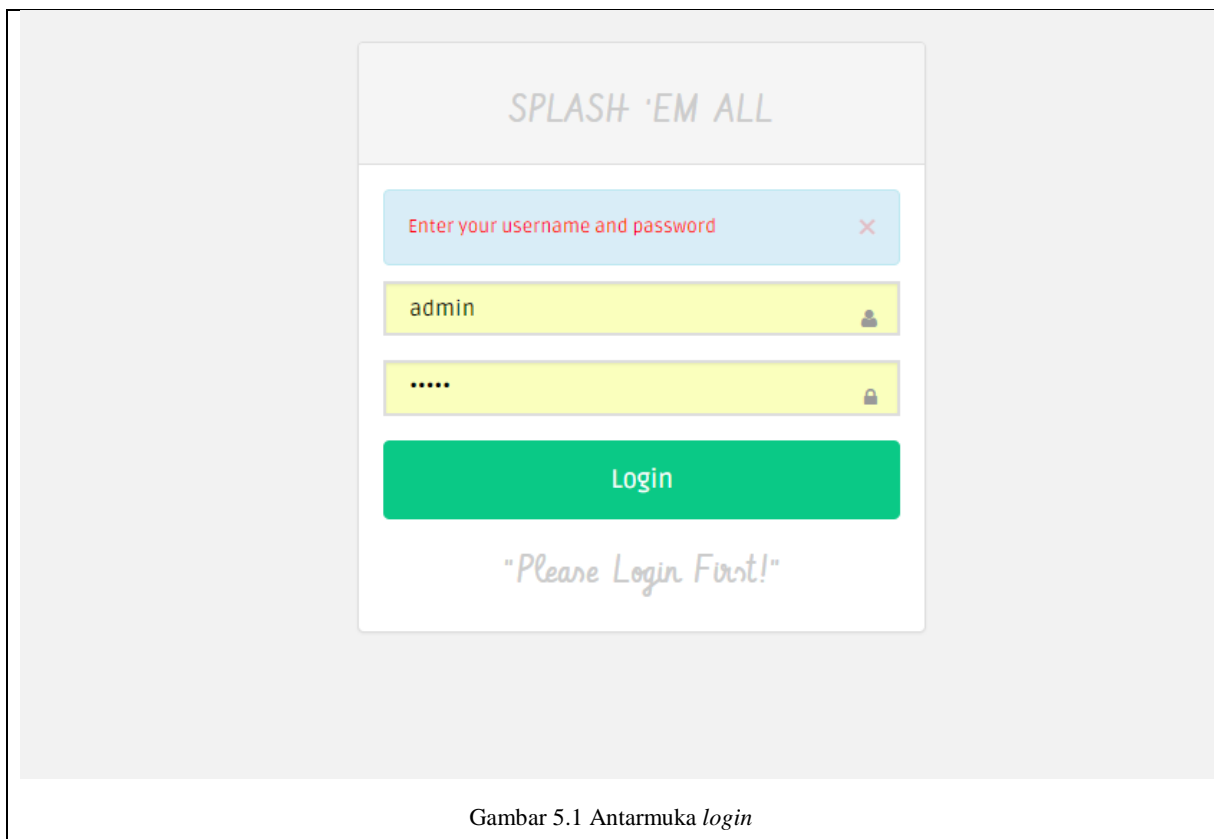 SPLASH 'EM ALL
Enter your username and password
admin
•••••
Login
"Please Login First!"
Gambar 5.1 Antarmuka login